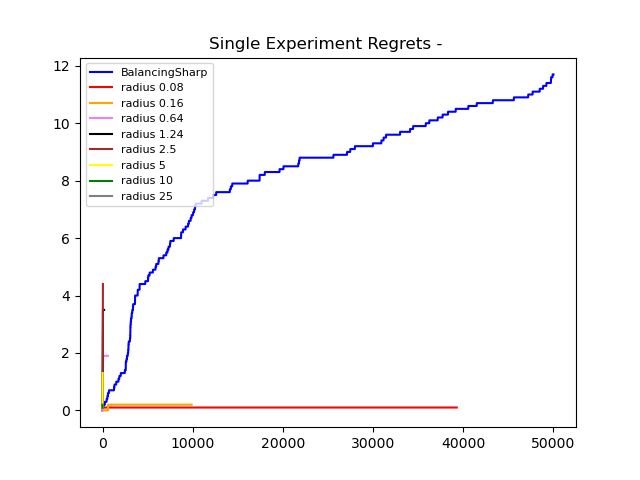 Single Experiment Regrets -
12
10
8
6
4
2
0
BalancingSharp
radius 0.08
radius 0.16
radius 0.64
radius 1.24
radius 2.5
radius 5
radius 10
radius 25
0 10000 20000 30000 40000 50000